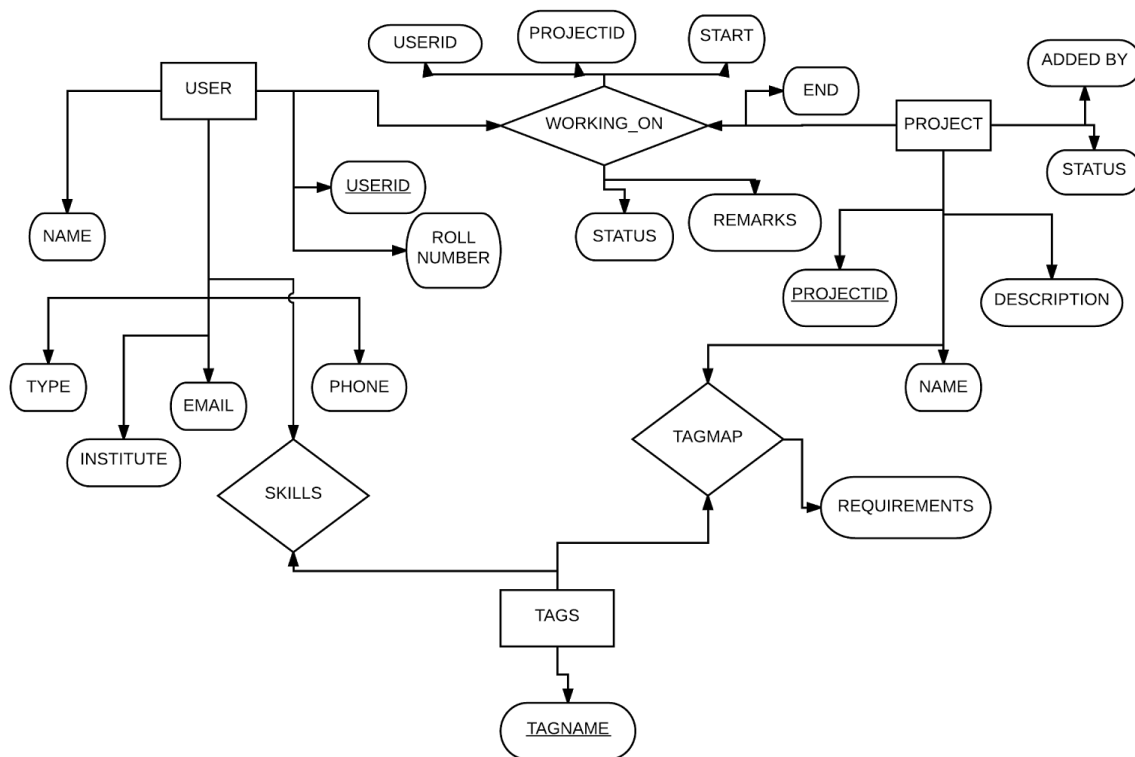 PROJECTID
START
USERID
ADDED BY
USER
END
WORKING_ON
PROJECT
STATUS
USERID
NAME
ROLL
NUMBER
STATUS
REMARKS
PROJECTID
DESCRIPTION
TYPE
EMAIL
PHONE
NAME
INSTITUTE
TAGMAP
SKILLS
REQUIREMENTS
TAGS
TAGNAME